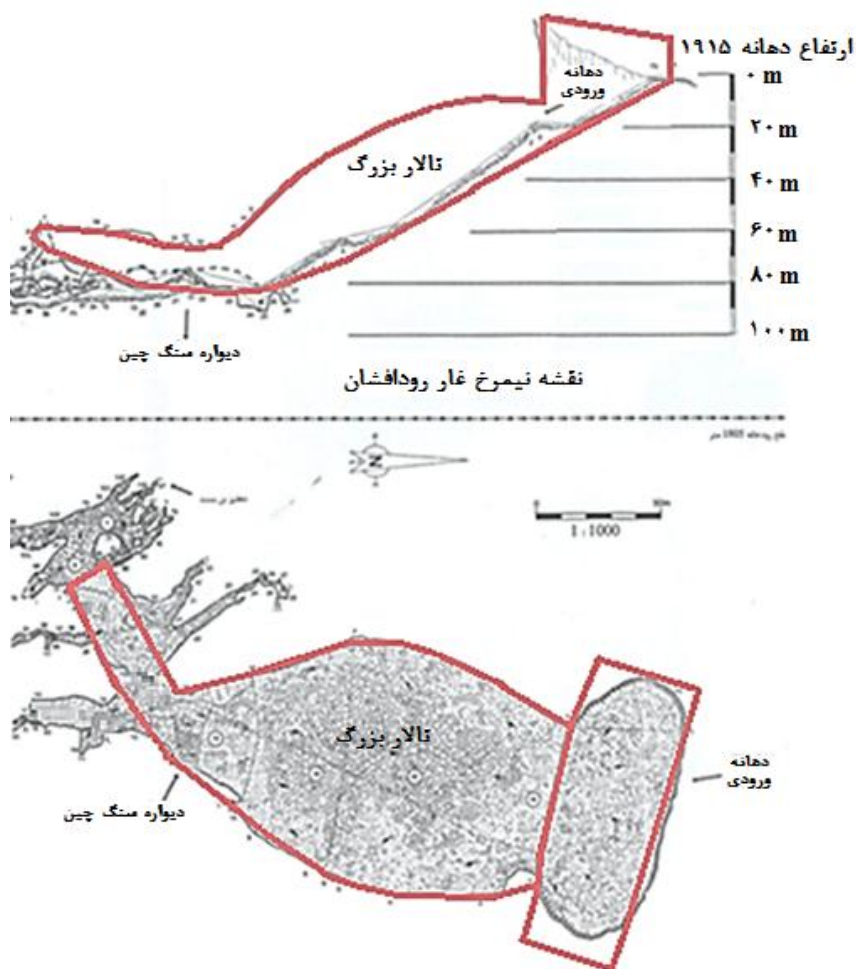 ارتفاع دهانه ۱۹۱۵
۰ m
دهانه
ورودی
۲۰ m
تالار بزرگ
۴۰ m
۶۰ m
۸۰ m
۱۰۰ m
دیواره سنگ چین
نقشه نیمرخ غار رودافشان
N
1:1000
تالار بزرگ
دهانه
ورودی
دیواره سنگ چین